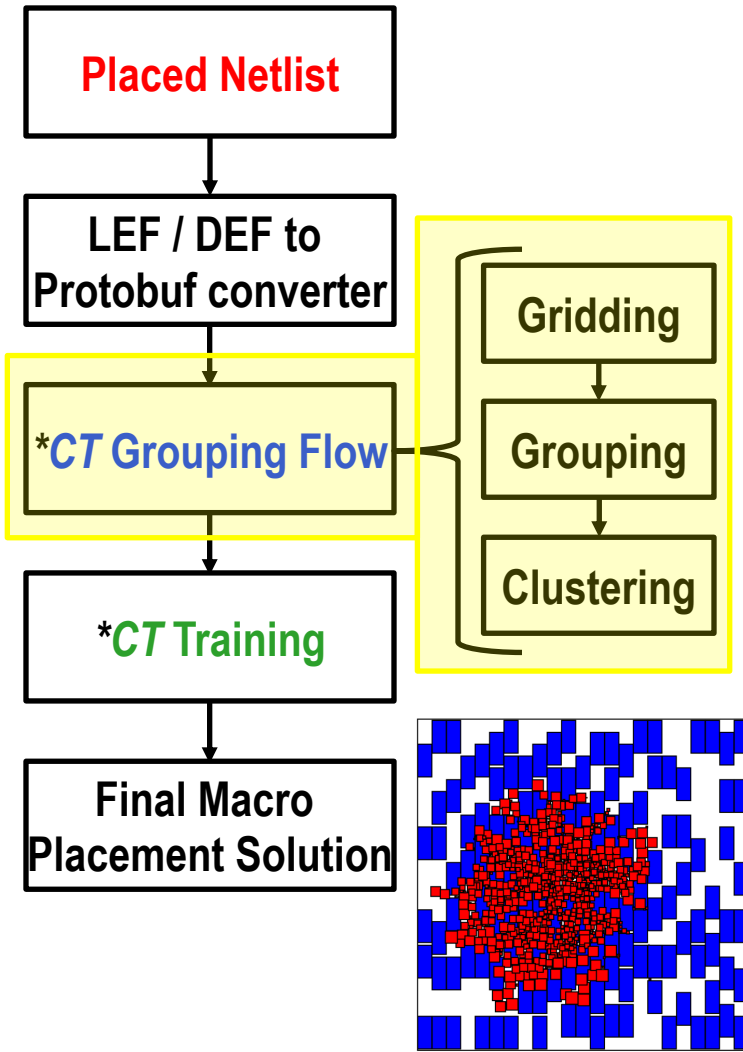 Placed Netlist
LEF / DEF to
Protobuf converter
*CT Grouping Flow
Gridding
Grouping
Clustering
*CT Training
Final Macro
Placement Solution